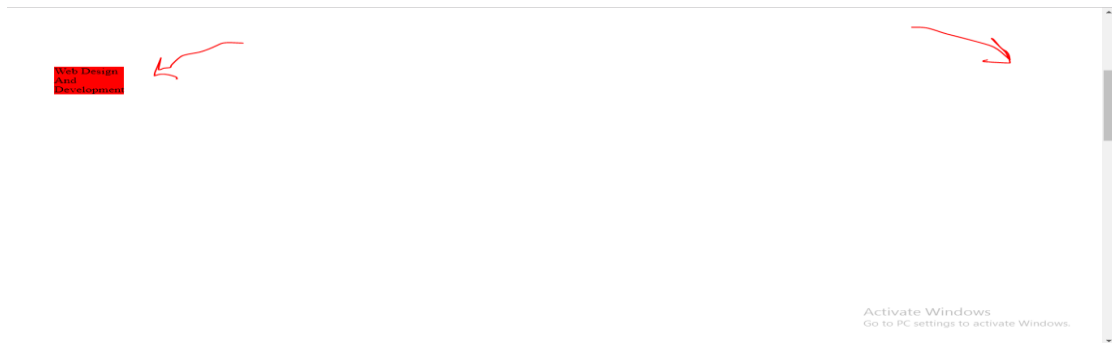 Web Design
And
Development
Activate Windows
Go to PC settings to activate Windows.